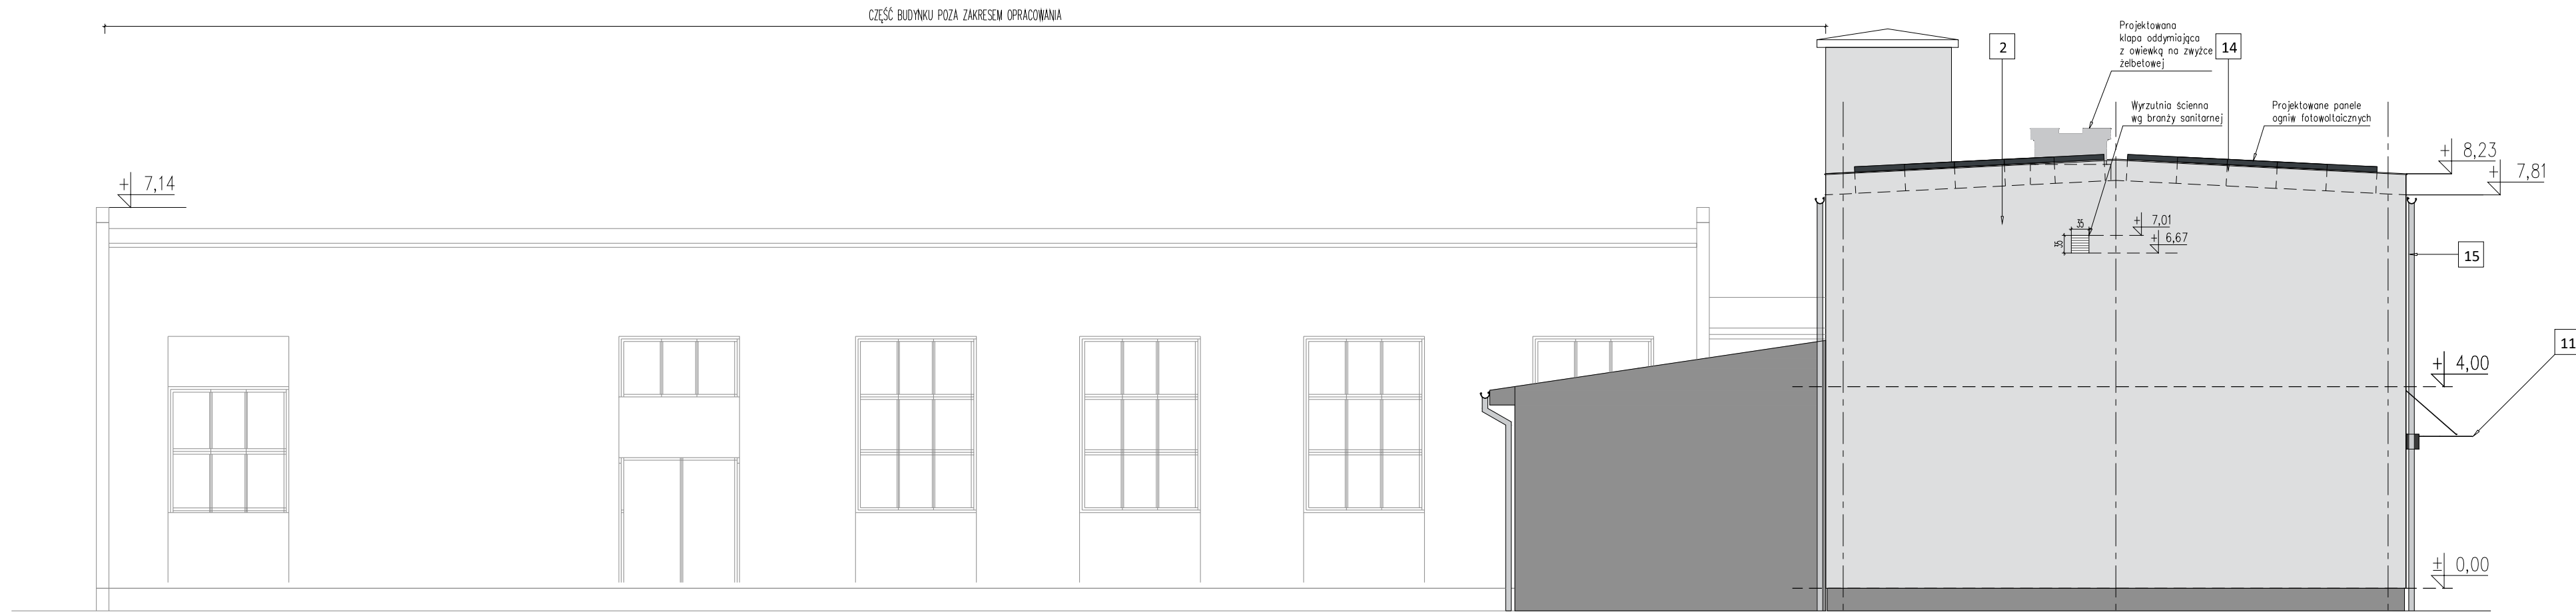 CZĘŚĆ BUDYNKU POZA ZAKRESEM OPRACOWANIA
Projektowana
klapa oddymiająca
z owiewką na zwyżce
żelbetowej
2
14
Wyrzutnia ścienna
wg branży sanitarnej
Projektowane panele
ogniw fotowoltaicznych
+ 8,23
+ 7,81
+ 7,14
35
35
+ 7,01
+ 6,67
15
11
+ 4,00
± 0,00